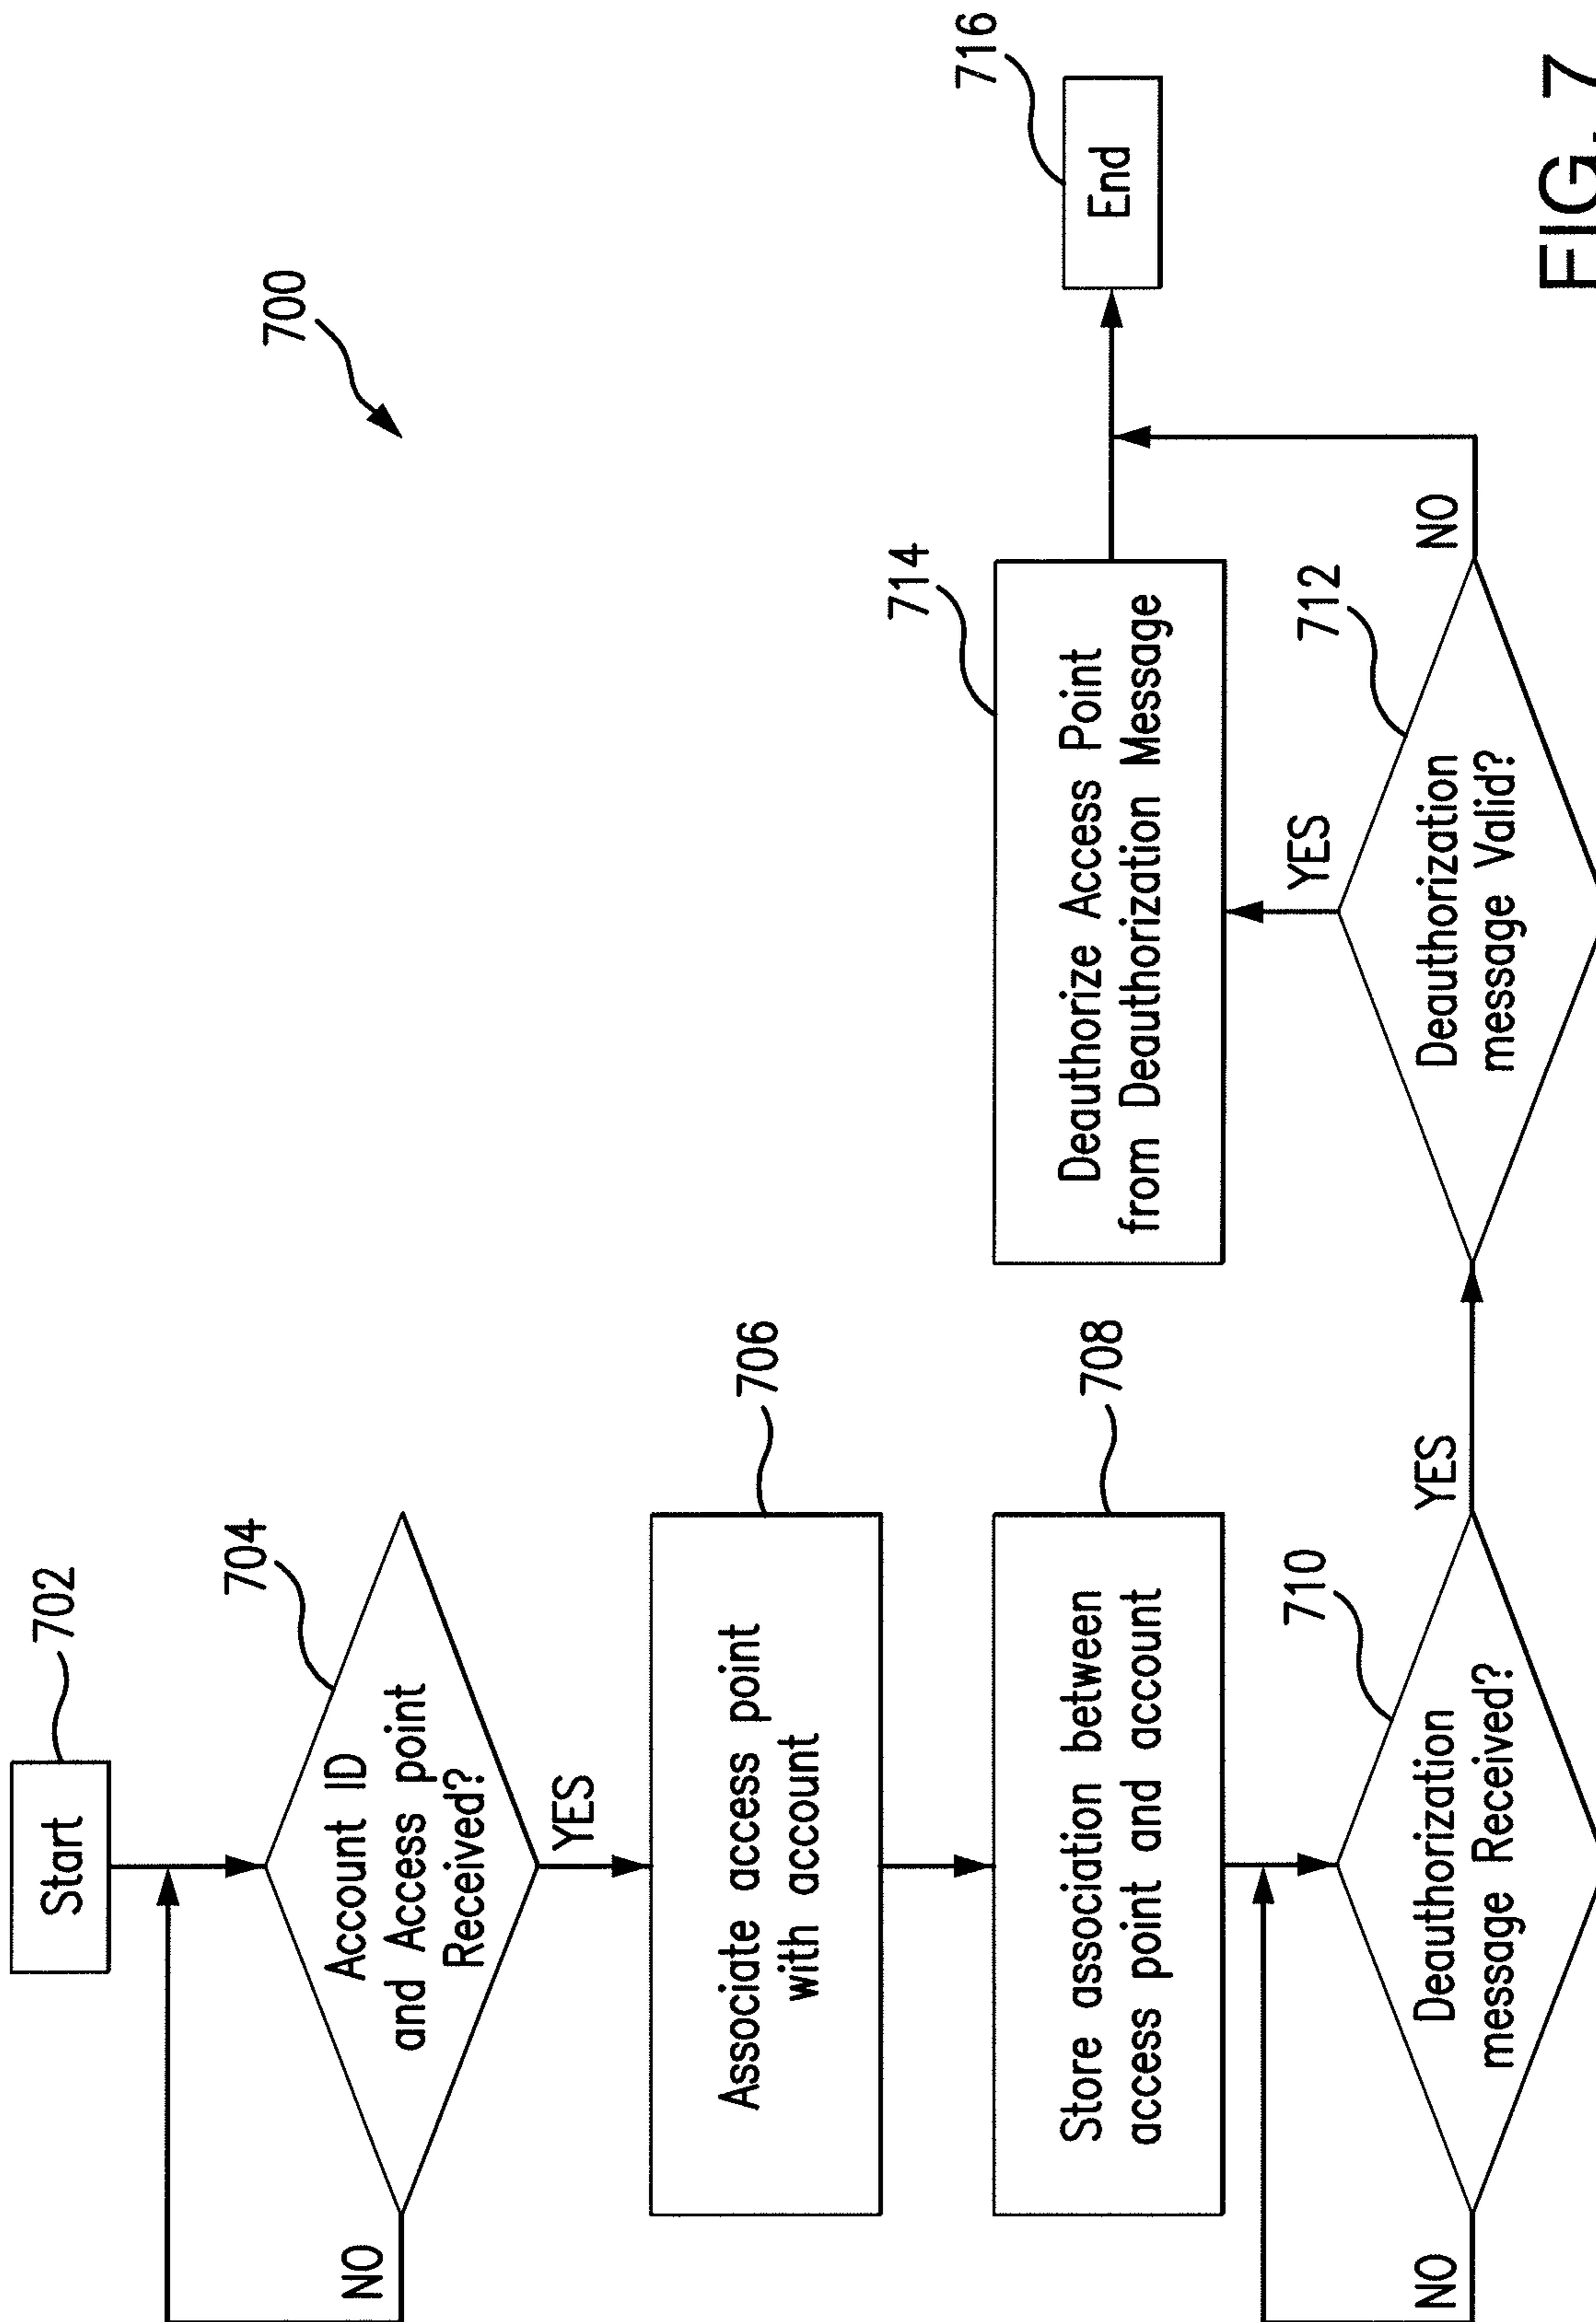 700
Start
702
Account ID
and Access point
Received?
704
NO
YES
Associate access point
with account
706
Store association between
access point and account
708
Deauthorization
message Received?
710
NO
YES
Deauthorization
message Valid?
712
YES
NO
Deauthorize Access Point
from Deauthorization Message
714
End
716
FIG. 7